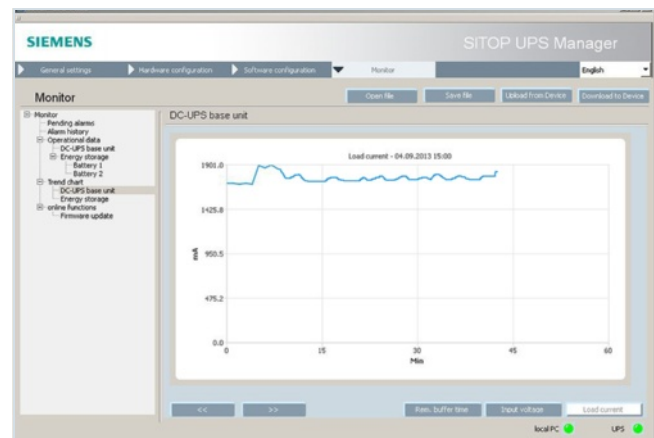 SIEMENS
SITOP UPS Manager
General settings
Hardware configuration
Software configuration
Monitor
English
Monitor
Open file
Save file
Upload from Device
Download to Device
Monitor
Pending alarms
Alarm history
Operational data
DC-UPS base unit
Energy storage
Battery 1
Battery 2
Trend chart
DC-UPS base unit
Energy storage
online functions
Firmware update
DC-UPS base unit
Load current - 04.09.2013 15:00
1901.0
1425.8
mA
950.5
475.2
0.0
0 15 30 45 60
Min
<< >>
Rem. buffer time
Input voltage
Load current
local PC
UPS